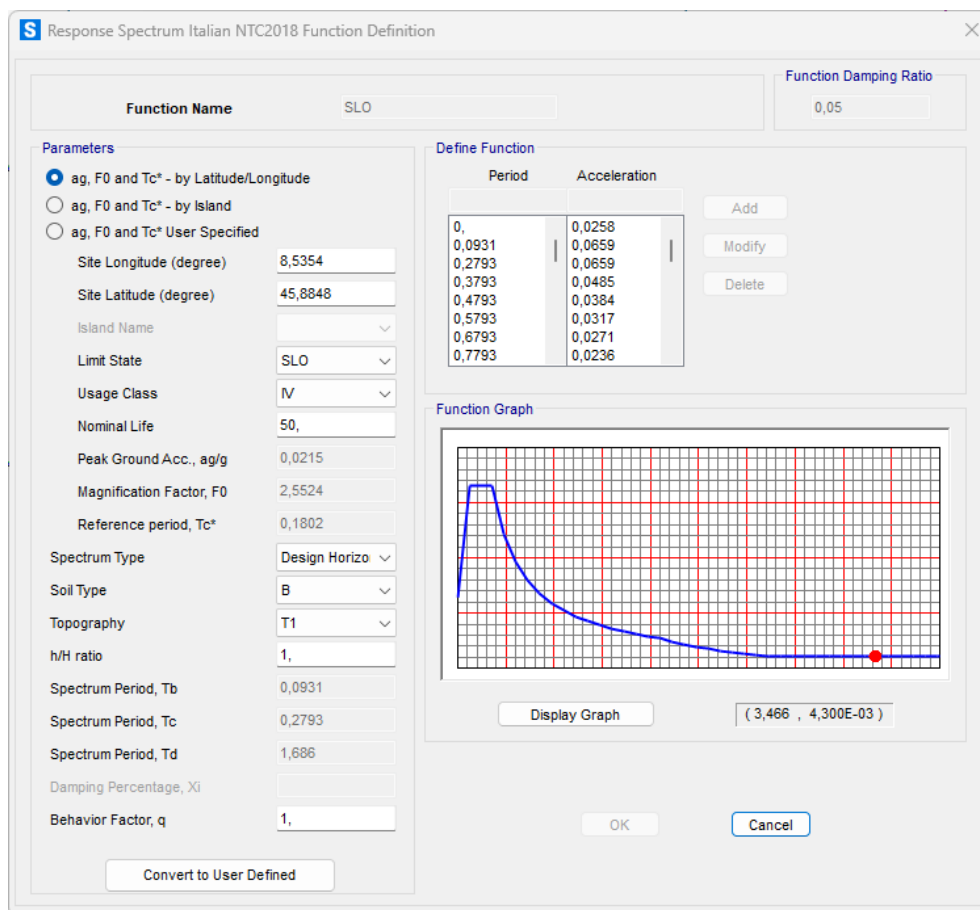 S Response Spectrum Italian NTC2018 Function Definition
Function Name SLO
Function Damping Ratio
0,05
Parameters
ag, F0 and Tc* - by Latitude/Longitude
ag, F0 and Tc* - by Island
ag, F0 and Tc* User Specified
Site Longitude (degree) 8,5354
Site Latitude (degree) 45,8848
Island Name
Limit State SLO
Usage Class IV
Nominal Life 50,
Peak Ground Acc., ag/g 0,0215
Magnification Factor, F0 2,5524
Reference period, Tc* 0,1802
Spectrum Type Design Horizo
Soil Type B
Topography T1
h/H ratio 1,
Spectrum Period, Tb 0,0931
Spectrum Period, Tc 0,2793
Spectrum Period, Td 1,686
Damping Percentage, Xi
Behavior Factor, q 1,
Convert to User Defined
Define Function
Period Acceleration
0, 0,0258
0,0931 0,0659
0,2793 0,0659
0,3793 0,0485
0,4793 0,0384
0,5793 0,0317
0,6793 0,0271
0,7793 0,0236
Add
Modify
Delete
Function Graph
Display Graph
(3,466 , 4,300E-03 )
OK
Cancel